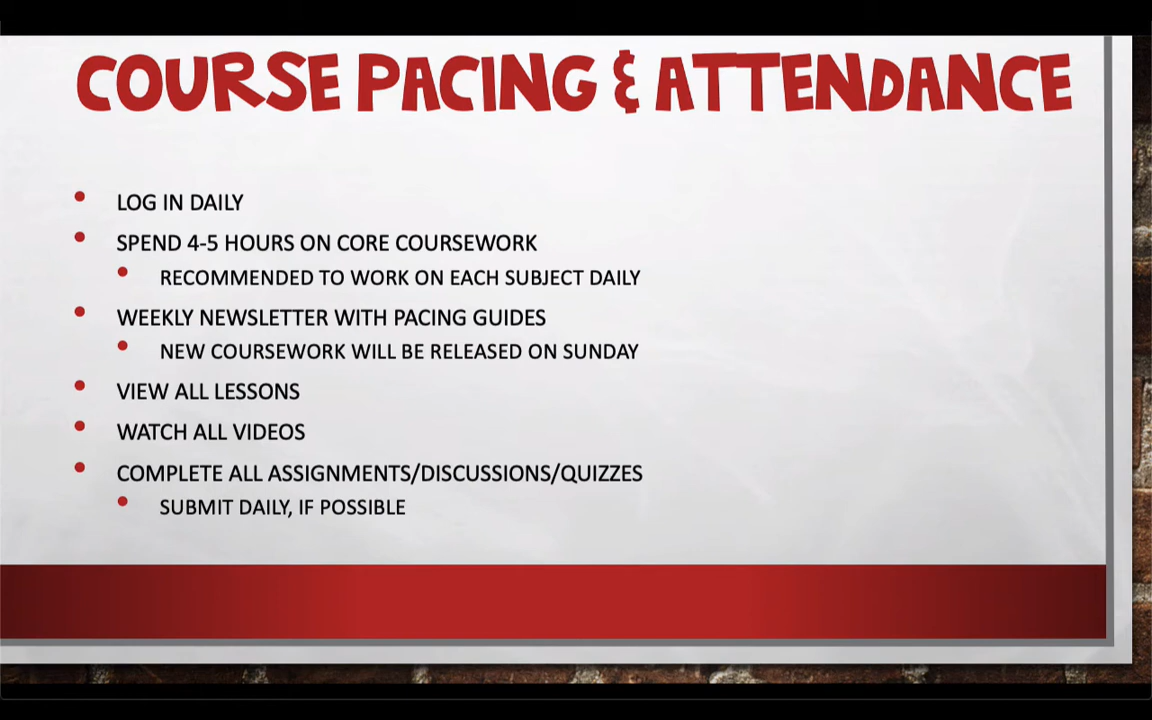 COURSE PACING & ATTENDANCE
LOG IN DAILY
SPEND 4-5 HOURS ON CORE COURSEWORK
RECOMMENDED TO WORK ON EACH SUBJECT DAILY
WEEKLY NEWSLETTER WITH PACING GUIDES
NEW COURSEWORK WILL BE RELEASED ON SUNDAY
VIEW ALL LESSONS
WATCH ALL VIDEOS
COMPLETE ALL ASSIGNMENTS/DISCUSSIONS/QUIZZES
SUBMIT DAILY, IF POSSIBLE